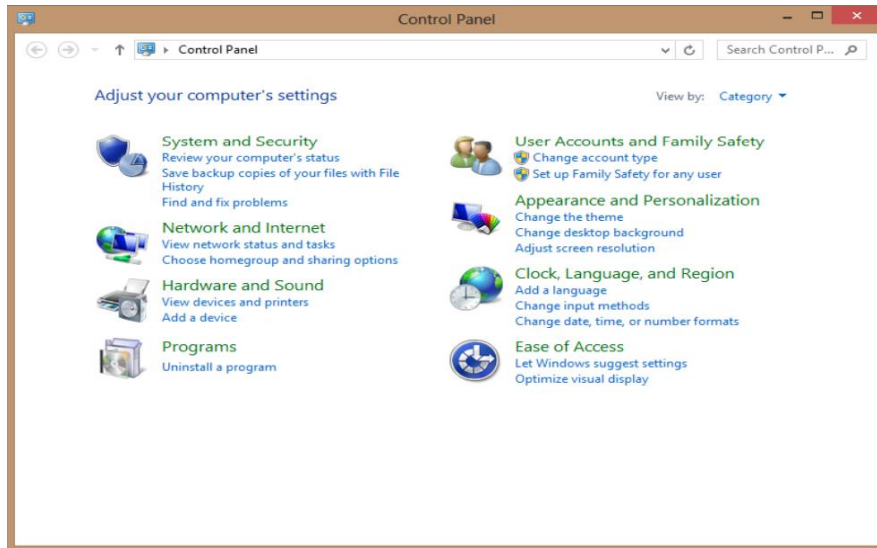 Control Panel
Control Panel
Search Control P...
Adjust your computer's settings
View by: Category
System and Security
Review your computer's status
Save backup copies of your files with File
History
Find and fix problems
Network and Internet
View network status and tasks
Choose homegroup and sharing options
Hardware and Sound
View devices and printers
Add a device
Programs
Uninstall a program
User Accounts and Family Safety
Change account type
Set up Family Safety for any user
Appearance and Personalization
Change the theme
Change desktop background
Adjust screen resolution
Clock, Language, and Region
Add a language
Change input methods
Change date, time, or number formats
Ease of Access
Let Windows suggest settings
Optimize visual display